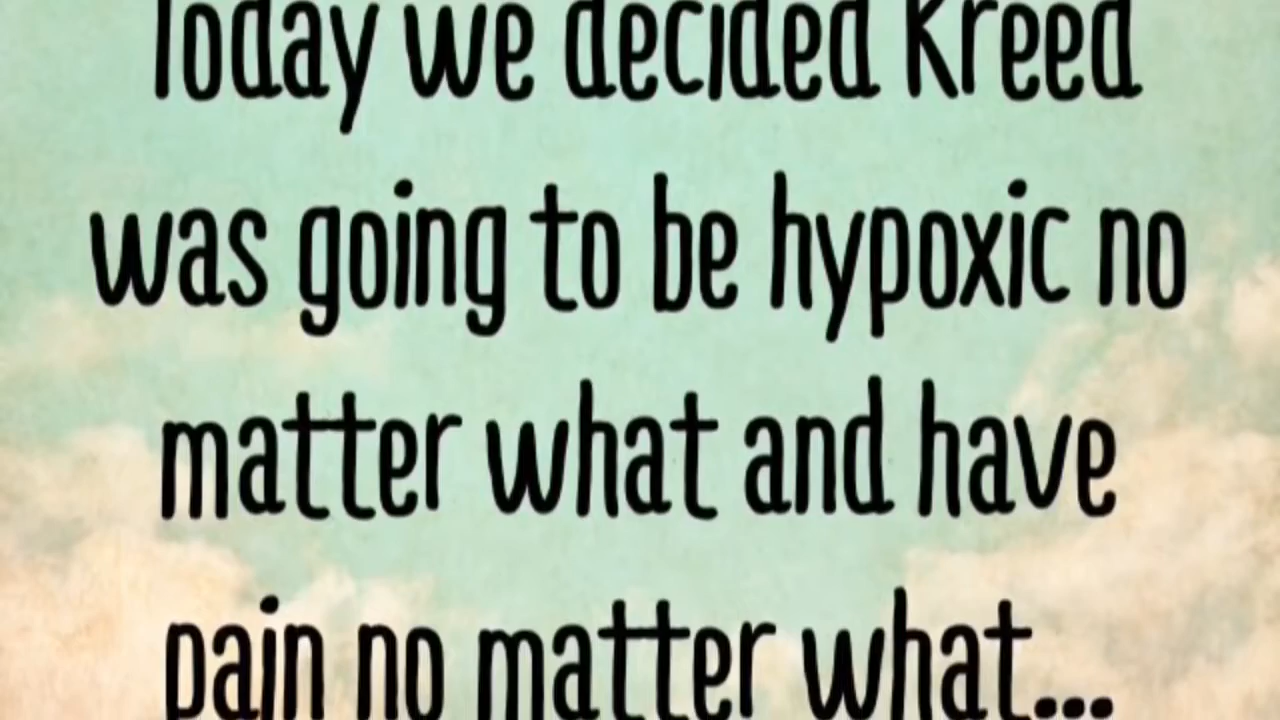 Today we decided Kreed
was going to be hypoxic no
matter what and have
pain no matter what...